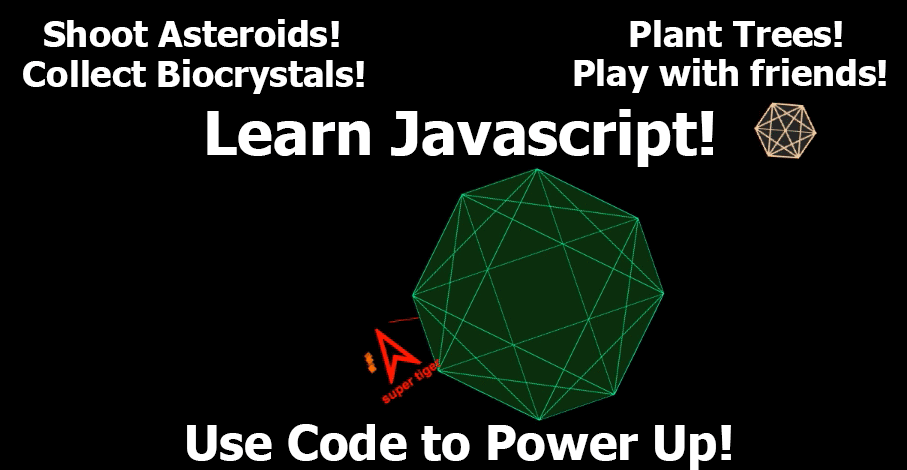 Shoot Asteroids!
Collect Biocrystals!
Plant Trees!
Play with friends!
Learn Javascript!
super tiger
Use Code to Power Up!